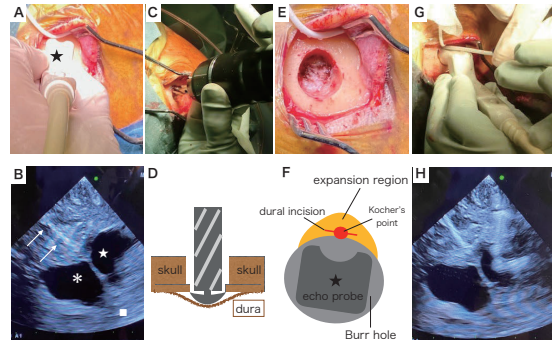 A
C
E
G
B
D
F
H
skull
skull
dura
expansion region
dural incision
Kocher's
point
echo probe
Burr hole